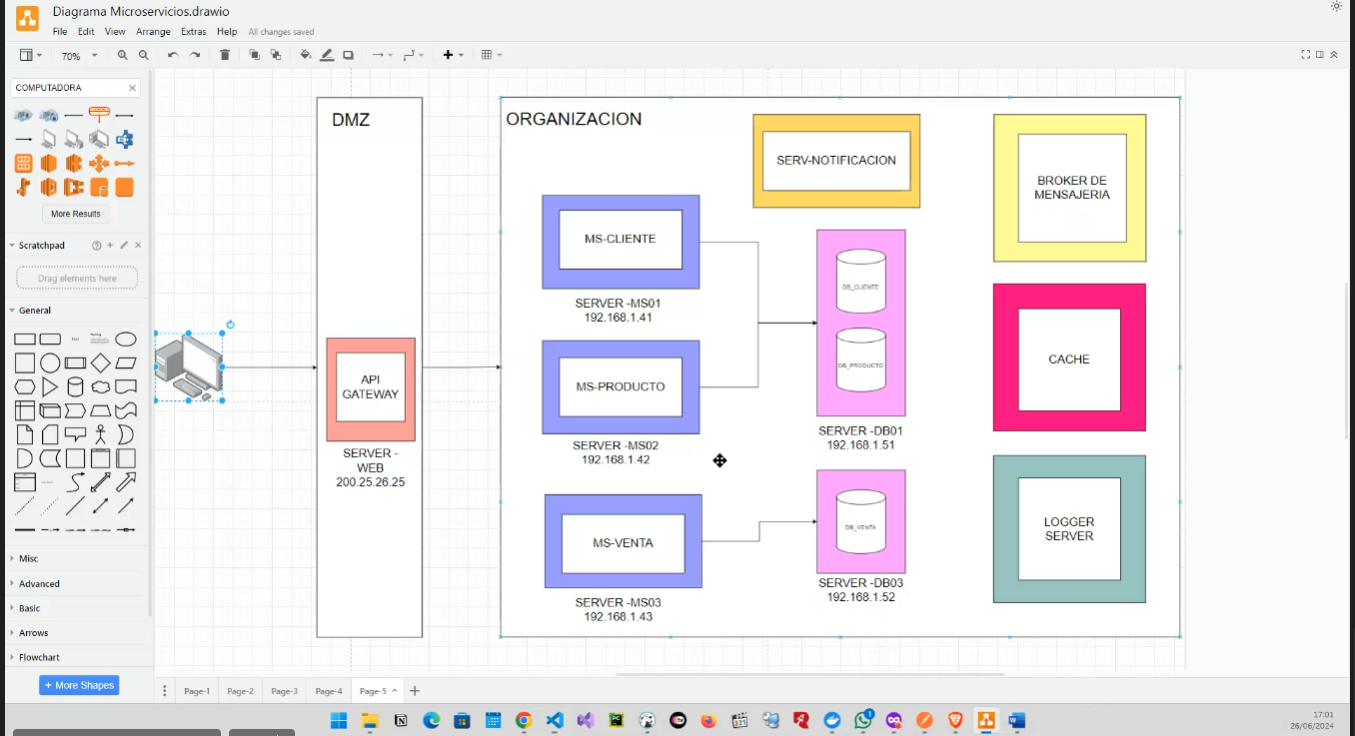 Diagrama Microservicios.drawio
File Edit View Arrange Extras Help All changes saved
70%
COMPUTADORA
More Results
Scratchpad
Drag elements here
General
Misc
Advanced
Basic
Arrows
Flowchart
+ More Shapes
DMZ
API
GATEWAY
SERVER -
WEB
200.25.26.25
ORGANIZACION
SERV-NOTIFICACION
BROKER DE
MENSAJERIA
MS-CLIENTE
SERVER -MS01
192.168.1.41
DB_CLIENTE
DB_PRODUCTO
MS-PRODUCTO
CACHE
SERVER -DB01
192.168.1.51
SERVER -MS02
192.168.1.42
MS-VENTA
DB_VENTA
LOGGER
SERVER
SERVER -DB03
192.168.1.52
SERVER -MS03
192.168.1.43
Page-1 Page-2 Page-3 Page-4 Page-5
17:01
26/06/2024